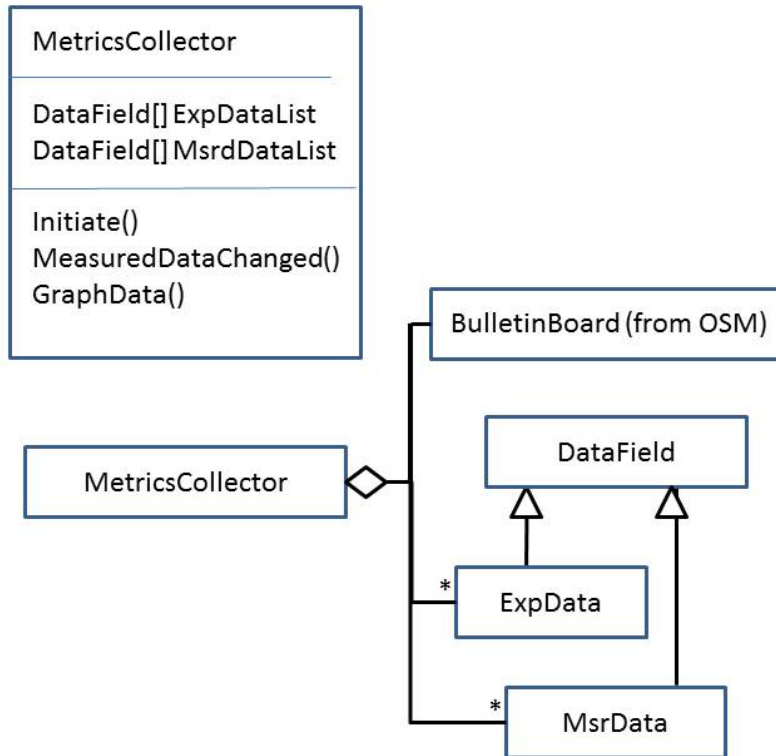 MetricsCollector
DataField[] ExpDataList
DataField[] MsrdDataList
Initiate()
MeasuredDataChanged()
GraphData()
BulletinBoard (from OSM)
MetricsCollector
DataField
*
ExpData
*
MsrData